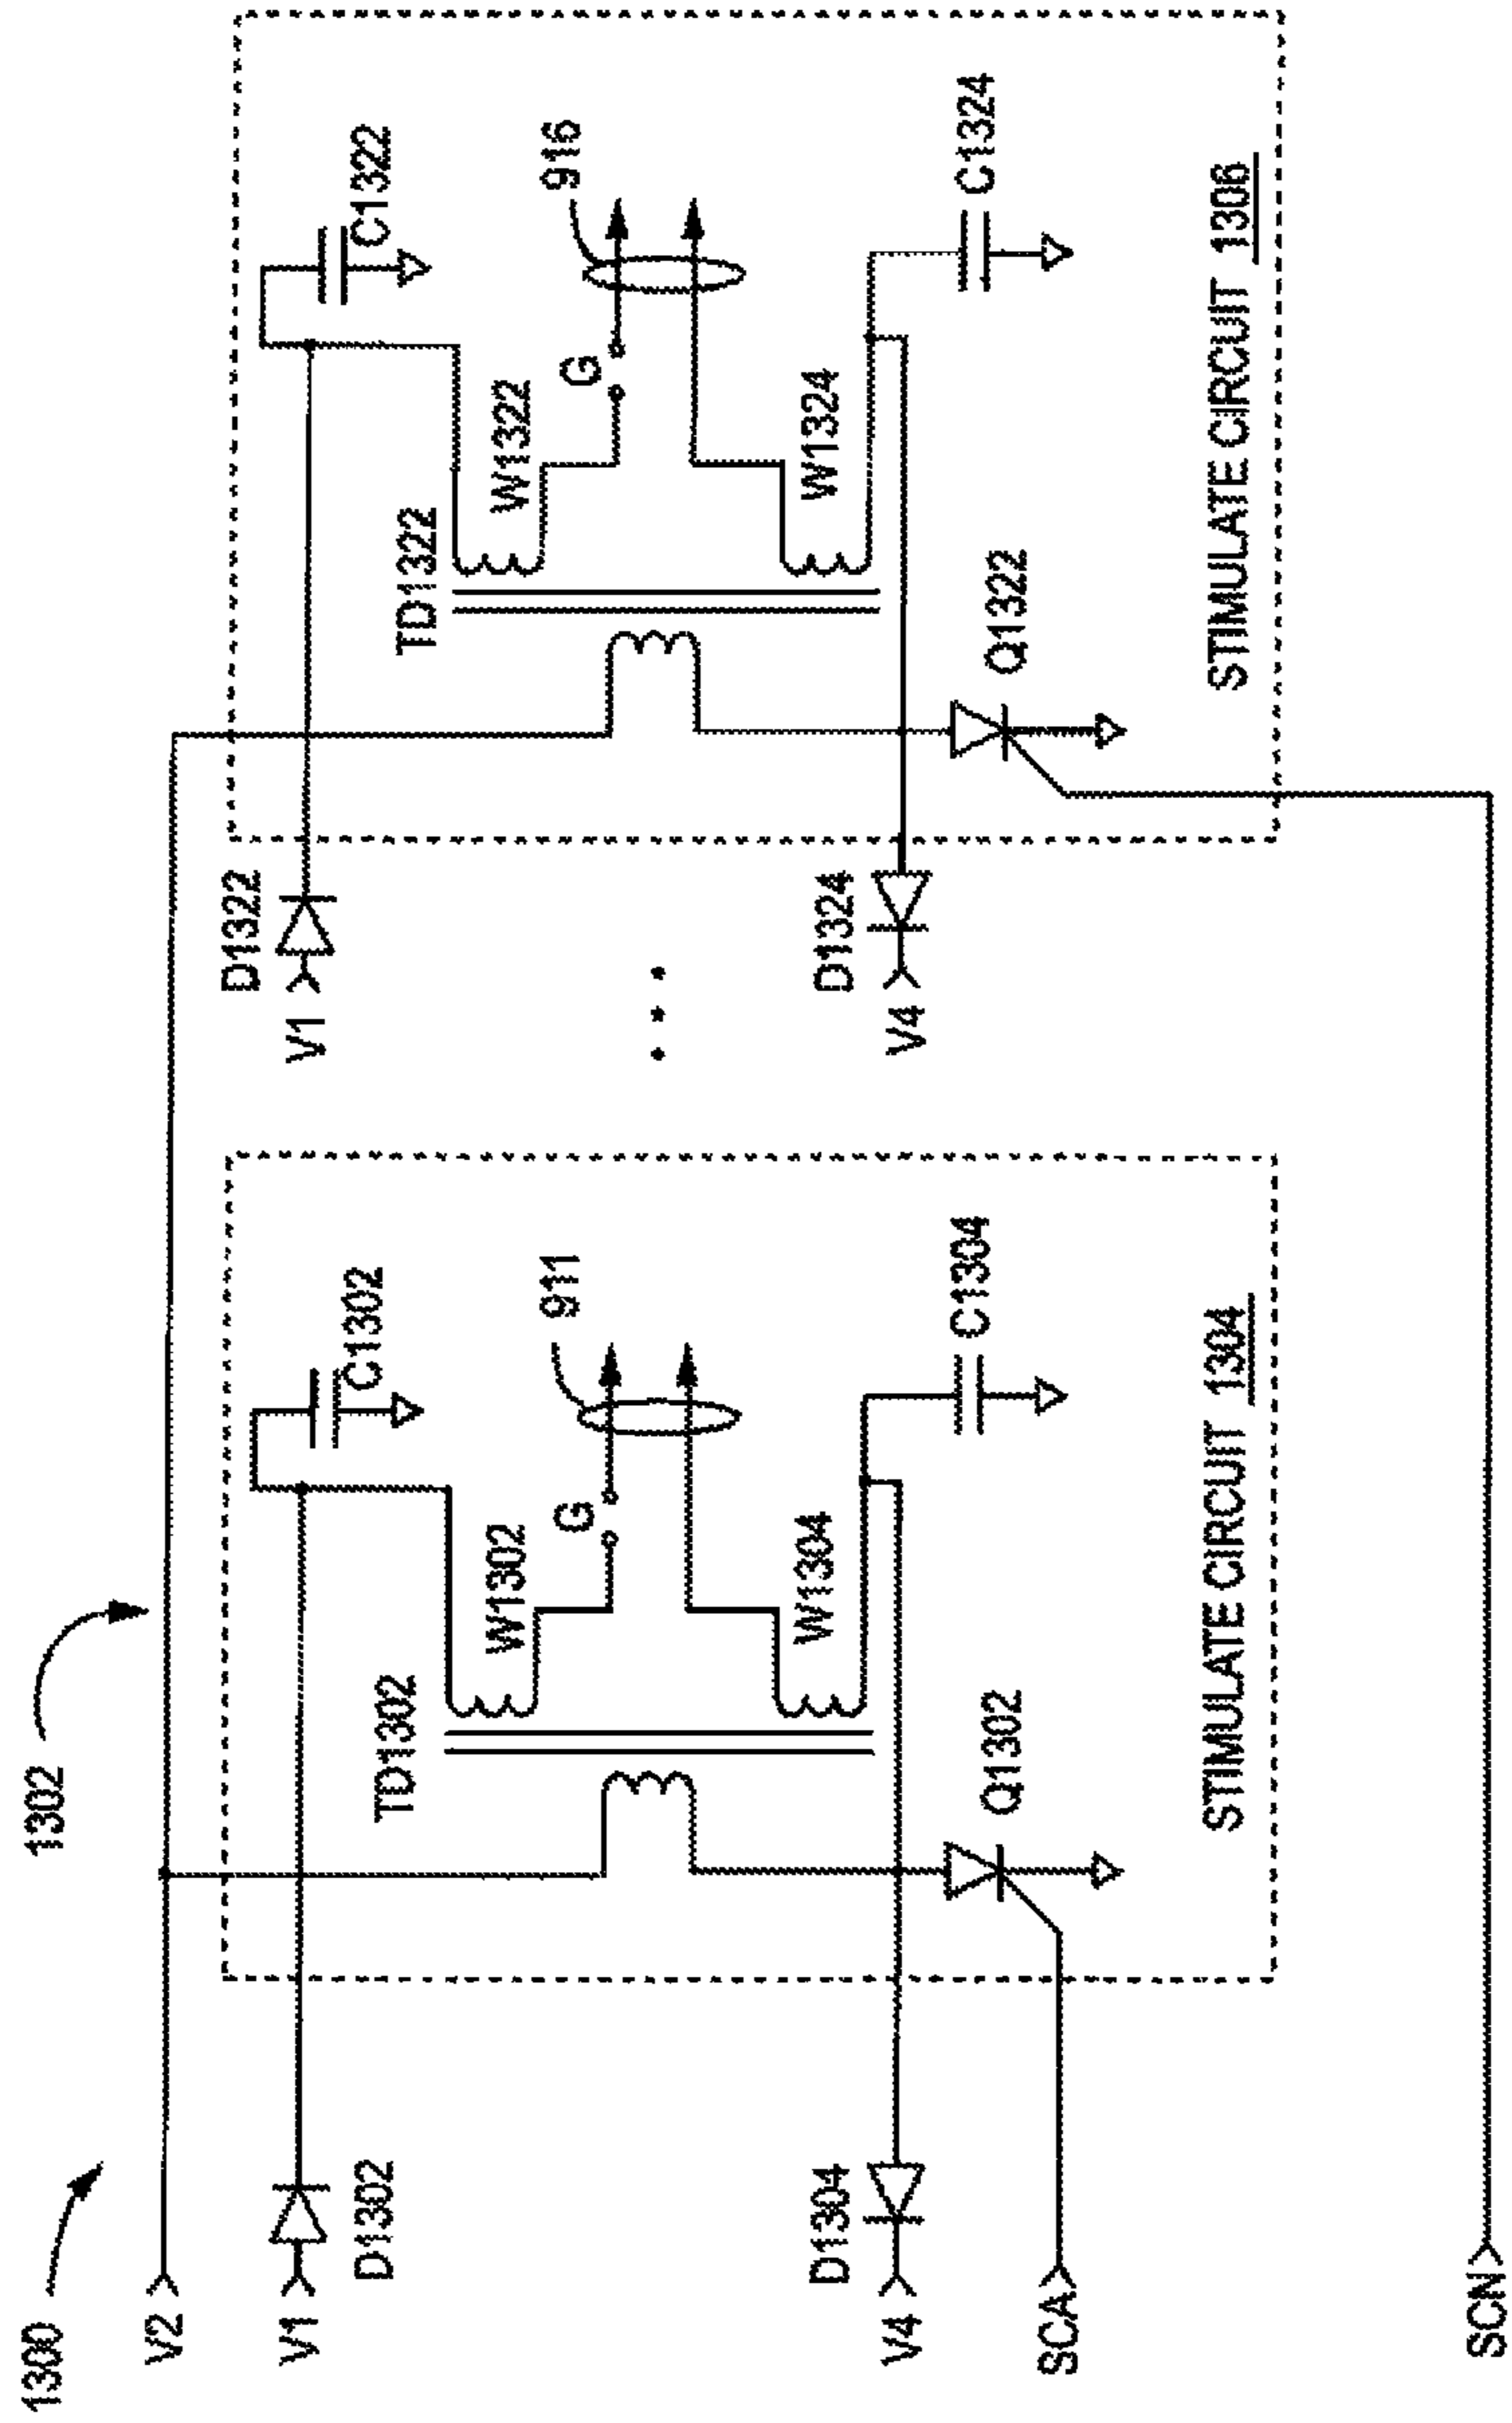 1300
1302
V2
V1
D1302
TD1302
W1302
C1302
G
911
W1304
C1304
D1304
V4
Q1302
SCA
STIMULATE CIRCUIT 1304
V1
D1322
TD1322
W1322
C1322
G
916
W1324
C1324
D1324
V4
Q1322
STIMULATE CIRCUIT 1306
SCN